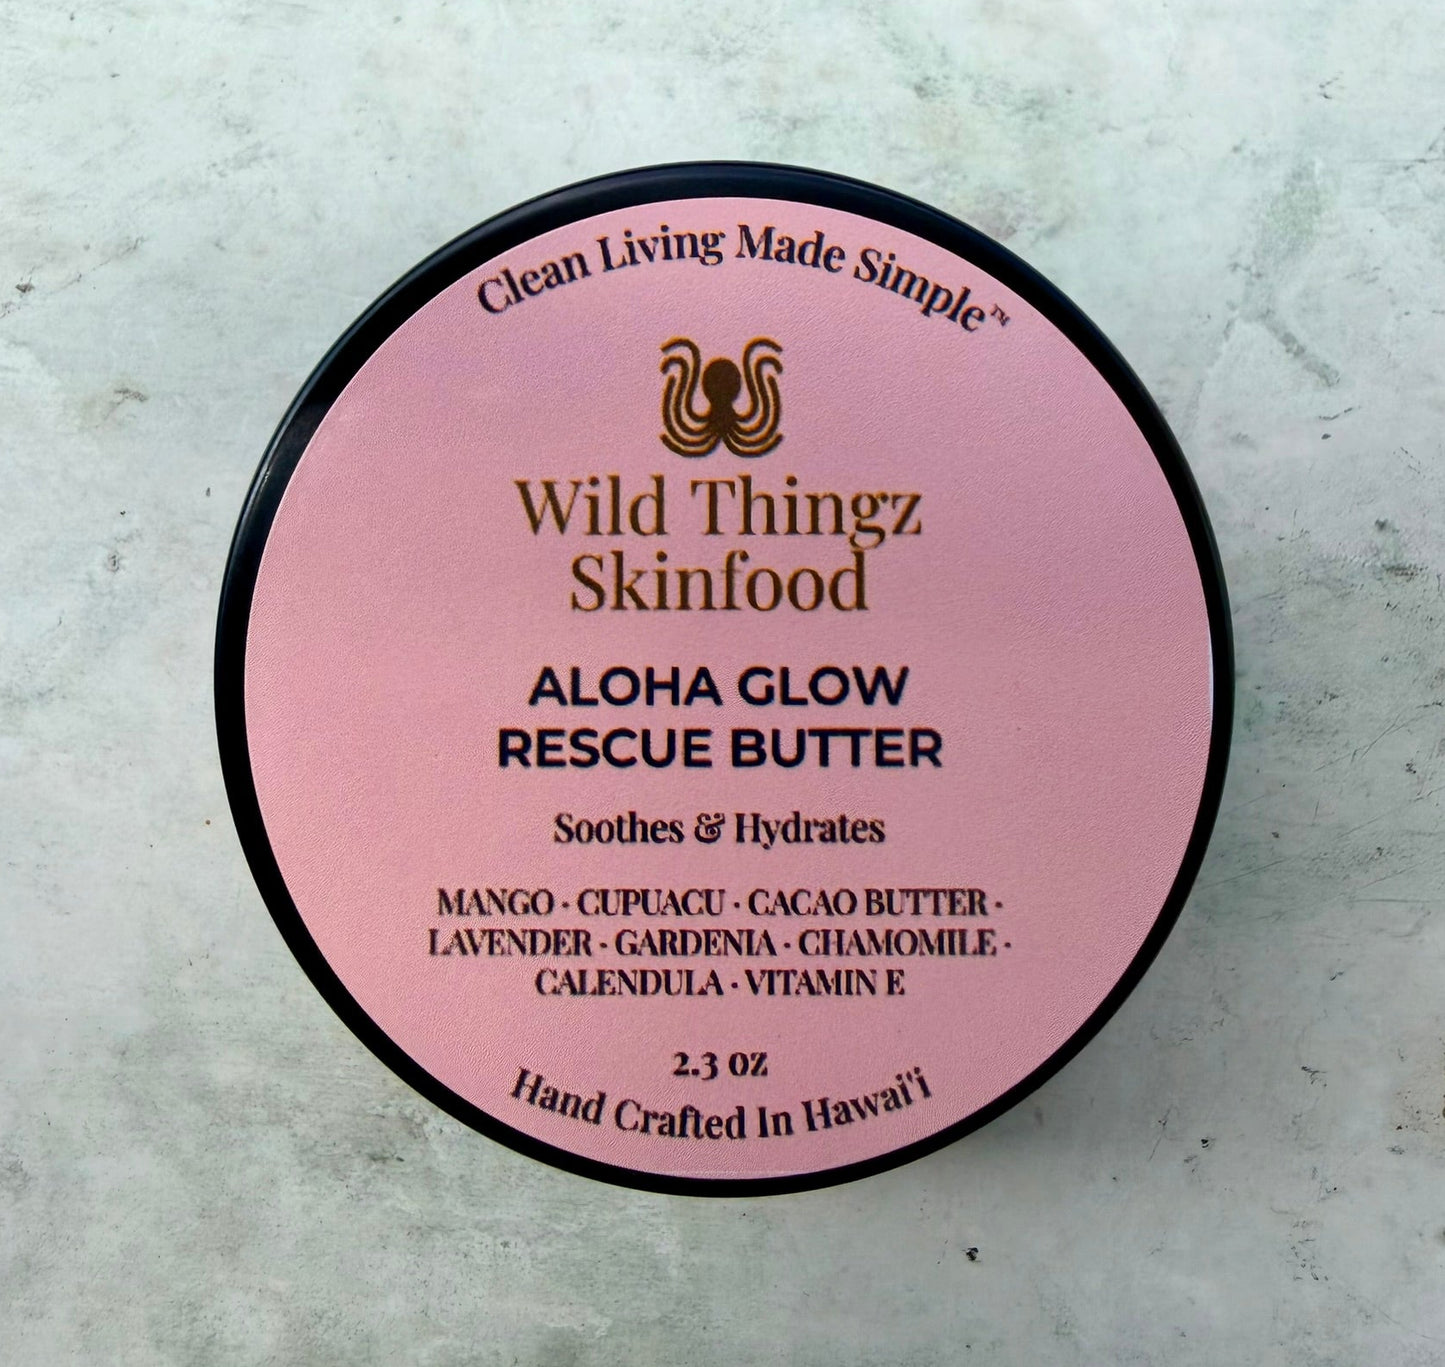 Clean Living Made Simple™
Wild Thingz
Skinfood
ALOHA GLOW
RESCUE BUTTER
Soothes & Hydrates
MANGO · CUPUACU · CACAO BUTTER ·
LAVENDER · GARDENIA · CHAMOMILE ·
CALENDULA · VITAMIN E
2.3 OZ
Hand Crafted In Hawai'i